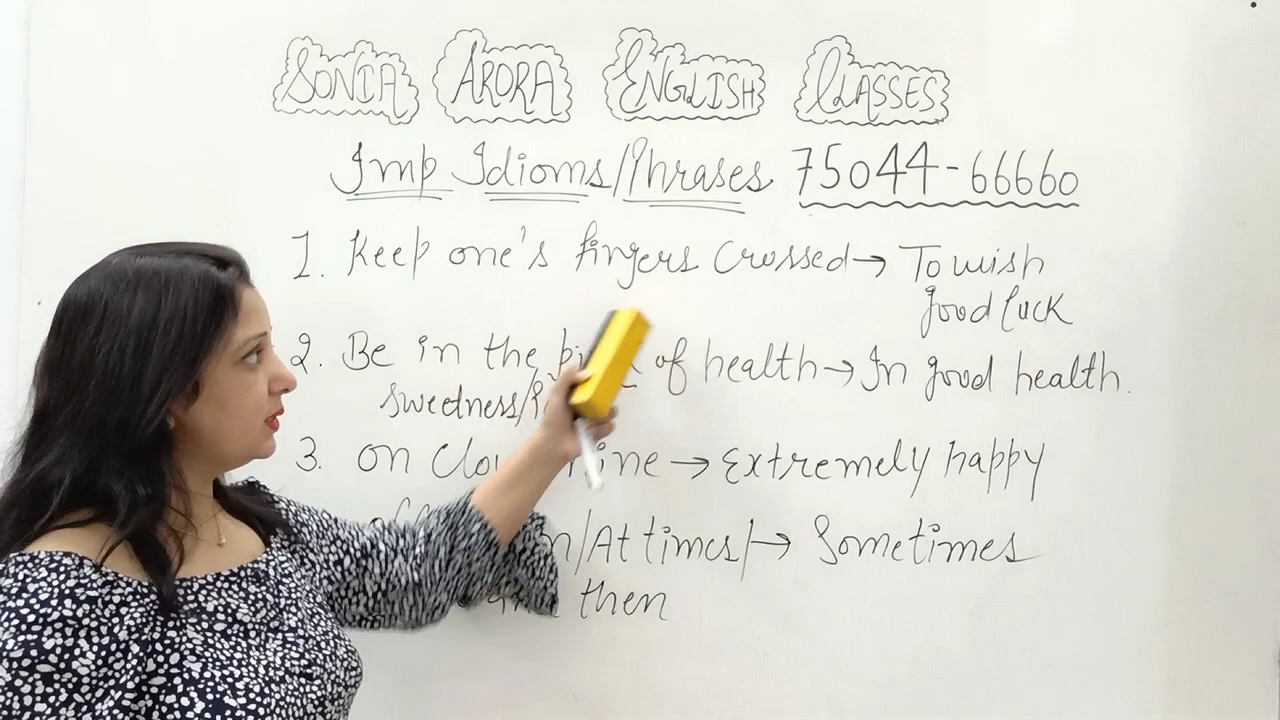 SONIA ARORA ENGLISH CLASSES
Imp Idioms/Phrases 75044-66660
1. Keep one's fingers crossed → To wish
good luck
2. Be in the of health → In good health.
sweetness/
3. on nine → Extremely happy
/At times/→ Sometimes
then